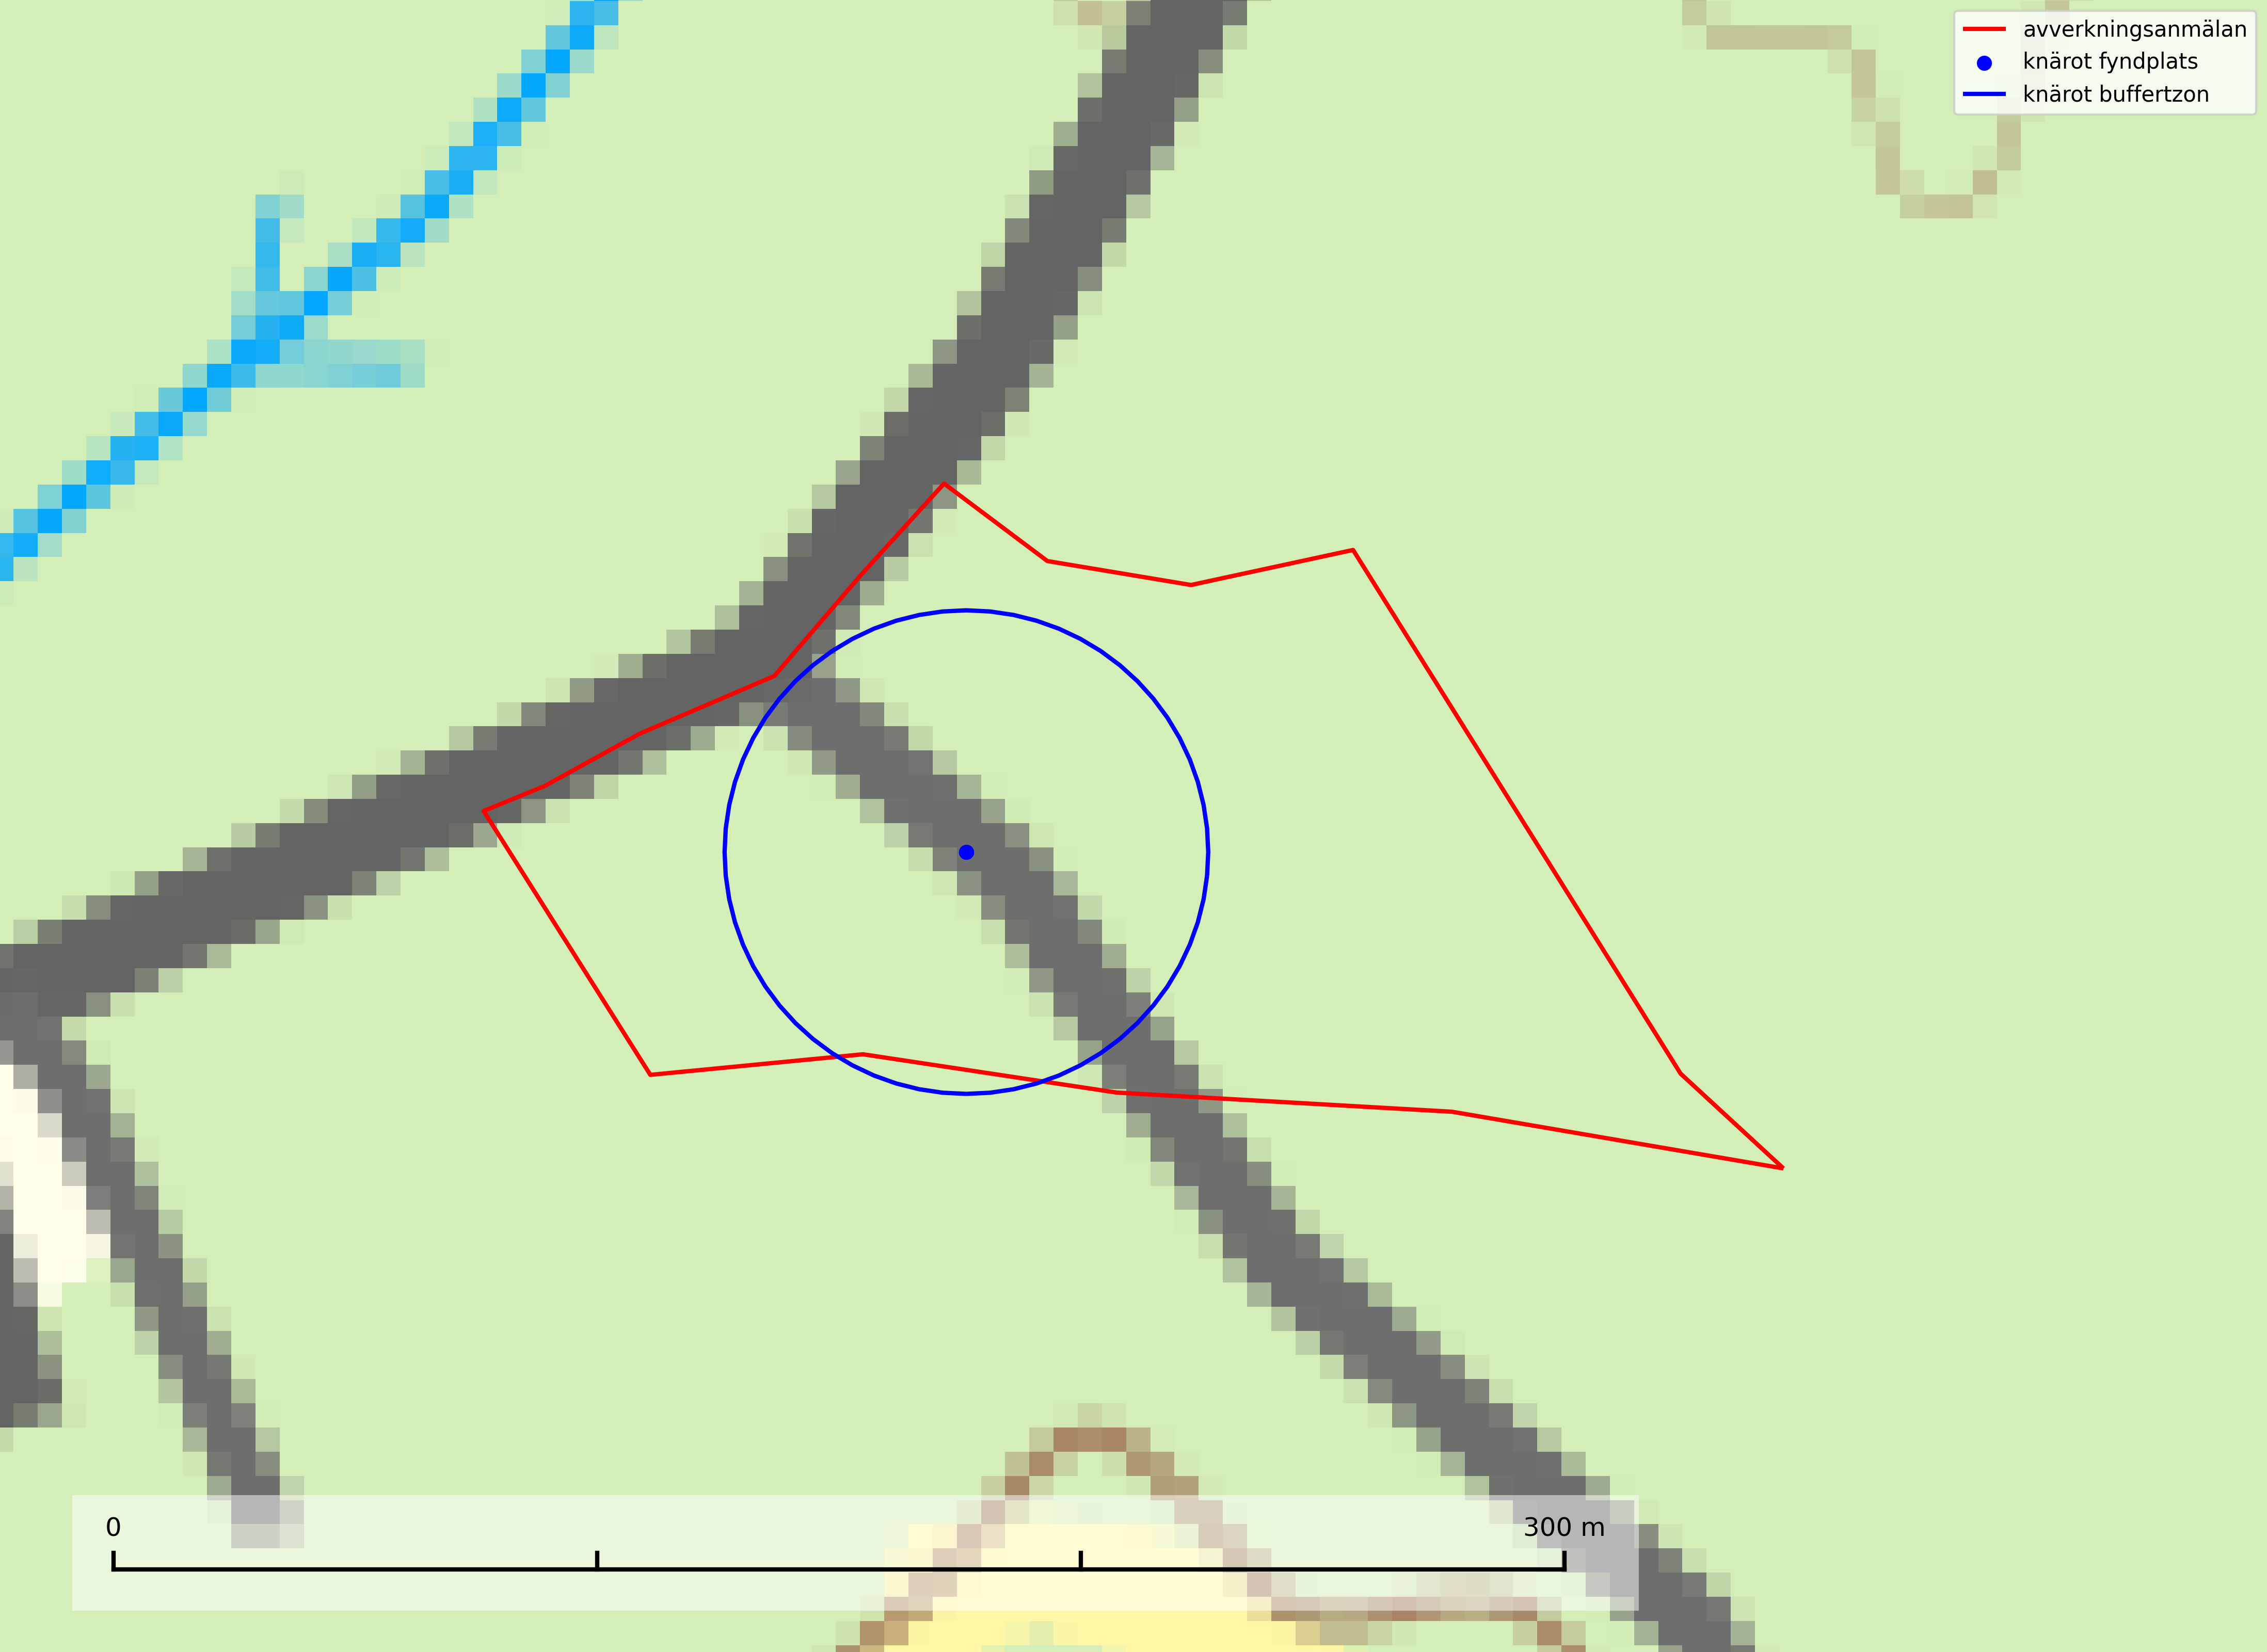 avverkningsanmälan
knärot fyndplats
knärot buffertzon
0
300 m